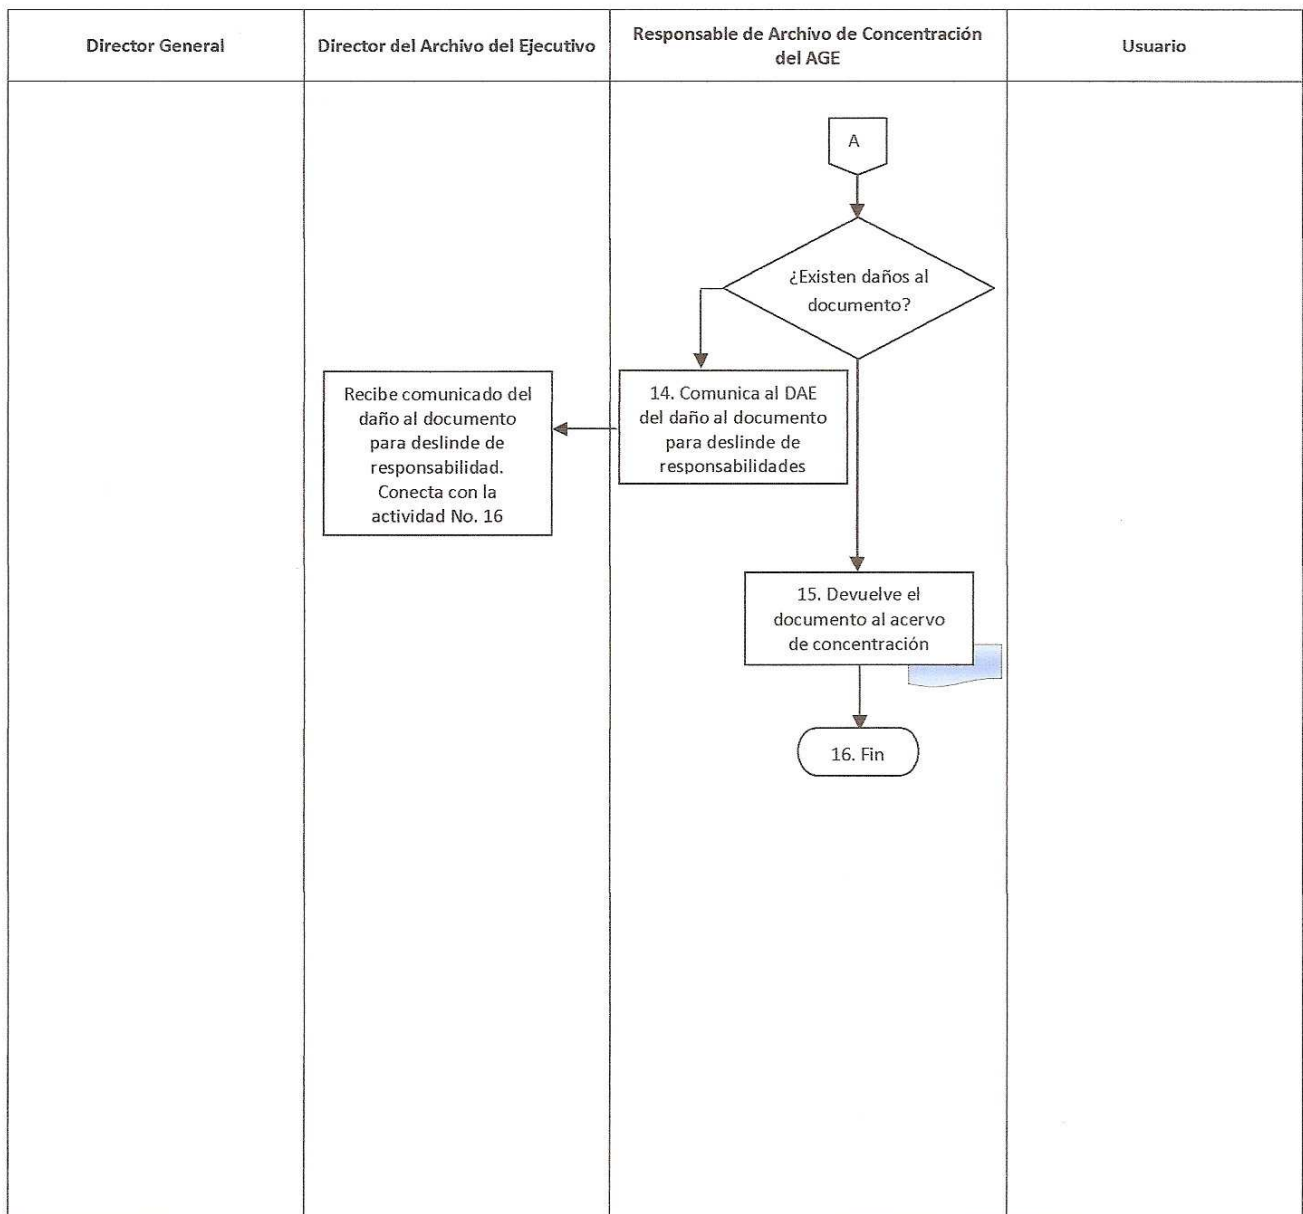 Director General
Director del Archivo del Ejecutivo
Responsable de Archivo de Concentración
del AGE
Usuario
A
¿Existen daños al
documento?
14. Comunica al DAE
del daño al documento
para deslinde de
responsabilidades
Recibe comunicado del
daño al documento
para deslinde de
responsabilidad.
Conecta con la
actividad No. 16
15. Devuelve el
documento al acervo
de concentración
16. Fin